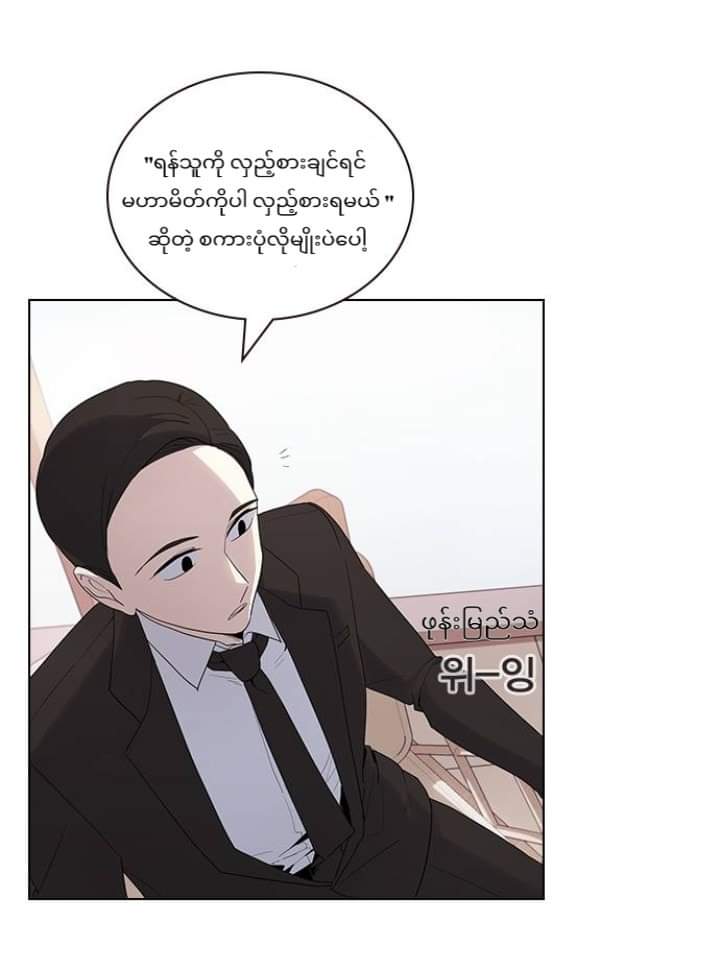 "ရန်သူကို လှည့်စားချင်ရင်
မဟာမိတ်ကိုပါ လှည့်စားရမယ် "
ဆိုတဲ့ စကားပုံလိုမျိုးပဲပေါ့
ဖုန်းမြည်သံ
위-잉